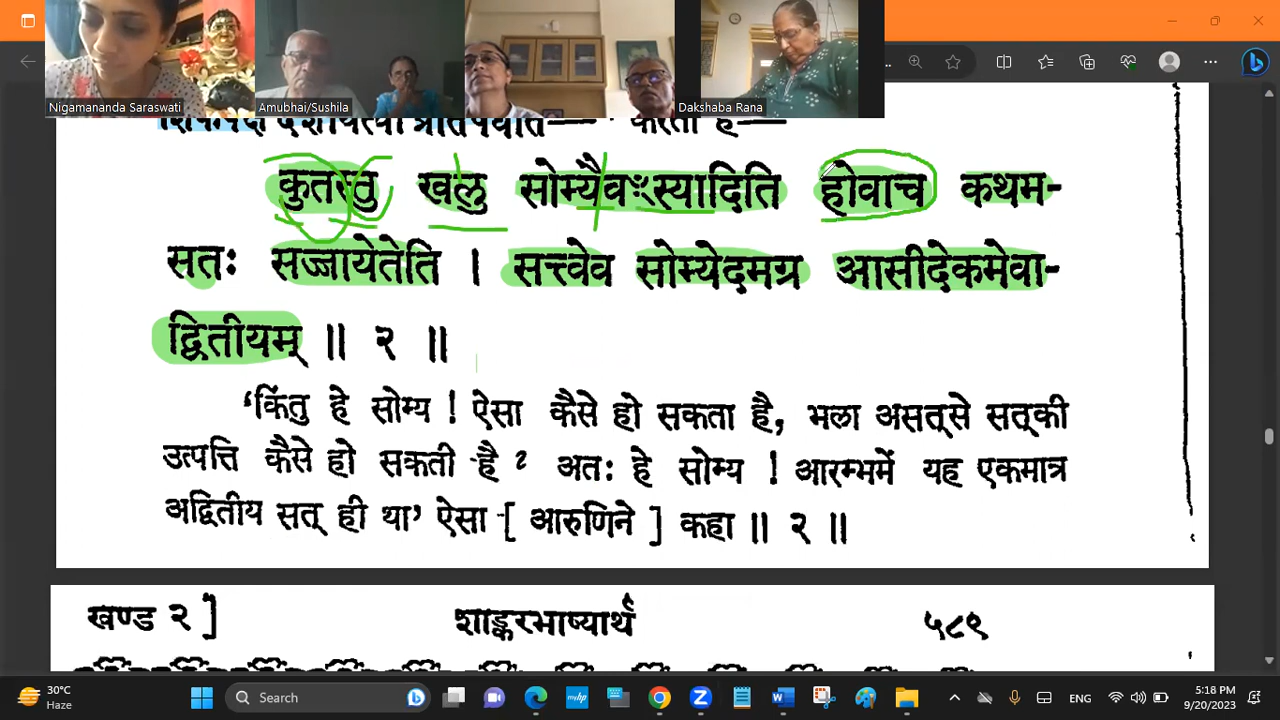 Nigamananda Saraswati
Amubhai/Sushila
Dakshaba Rana
कुतस्तु खलु सोम्यैवꣳस्यादिति होवाच कथम-
सतः सज्जायेतेति । सत्त्वेव सोम्येदमग्र आसीदेकमेवा-
द्वितीयम् ॥ २ ॥
‘किंतु हे सोम्य ! ऐसा कैसे हो सकता है, भला असत्‌से सत्‌की
उत्पत्ति कैसे हो सकती है ? अतः हे सोम्य ! आरम्भमें यह एकमात्र
अद्वितीय सत् ही था’ ऐसा [ आरुणिने ] कहा ॥ २ ॥
खण्ड २ ] शाङ्करभाष्यार्थ ५८९
30°C
Haze
Search
ENG
5:18 PM
9/20/2023